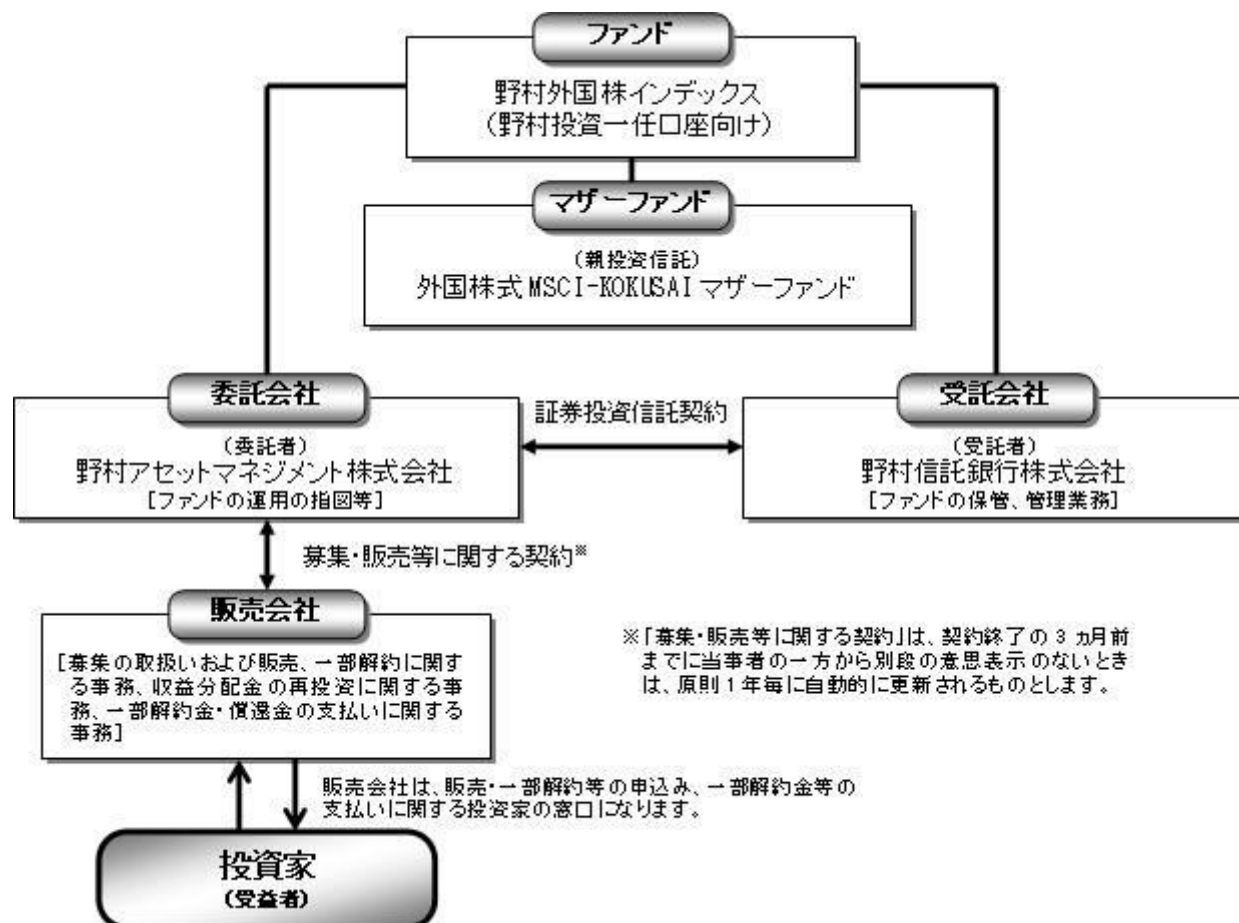 ファンド
野村外国株インデックス
(野村投資一任口座向け)
マザーファンド
(親投資信託)
外国株式MSCI-KOKUSAIマザーファンド
委託会社
(委託者)
野村アセットマネジメント株式会社
[ファンドの運用の指図等]
証券投資信託契約
受託会社
(受託者)
野村信託銀行株式会社
[ファンドの保管、管理業務]
募集・販売等に関する契約※
販売会社
[募集の取扱いおよび販売、一部解約に関す
る事務、収益分配金の再投資に関する事
務、一部解約金・償還金の支払いに関する
事務]
※「募集・販売等に関する契約」は、契約終了の3ヵ月前
までに当事者の一方から別段の意思表示のないとき
は、原則1年毎に自動的に更新されるものとします。
販売会社は、販売・一部解約等の申込み、一部解約金等の
支払いに関する投資家の窓口になります。
投資家
(受益者)